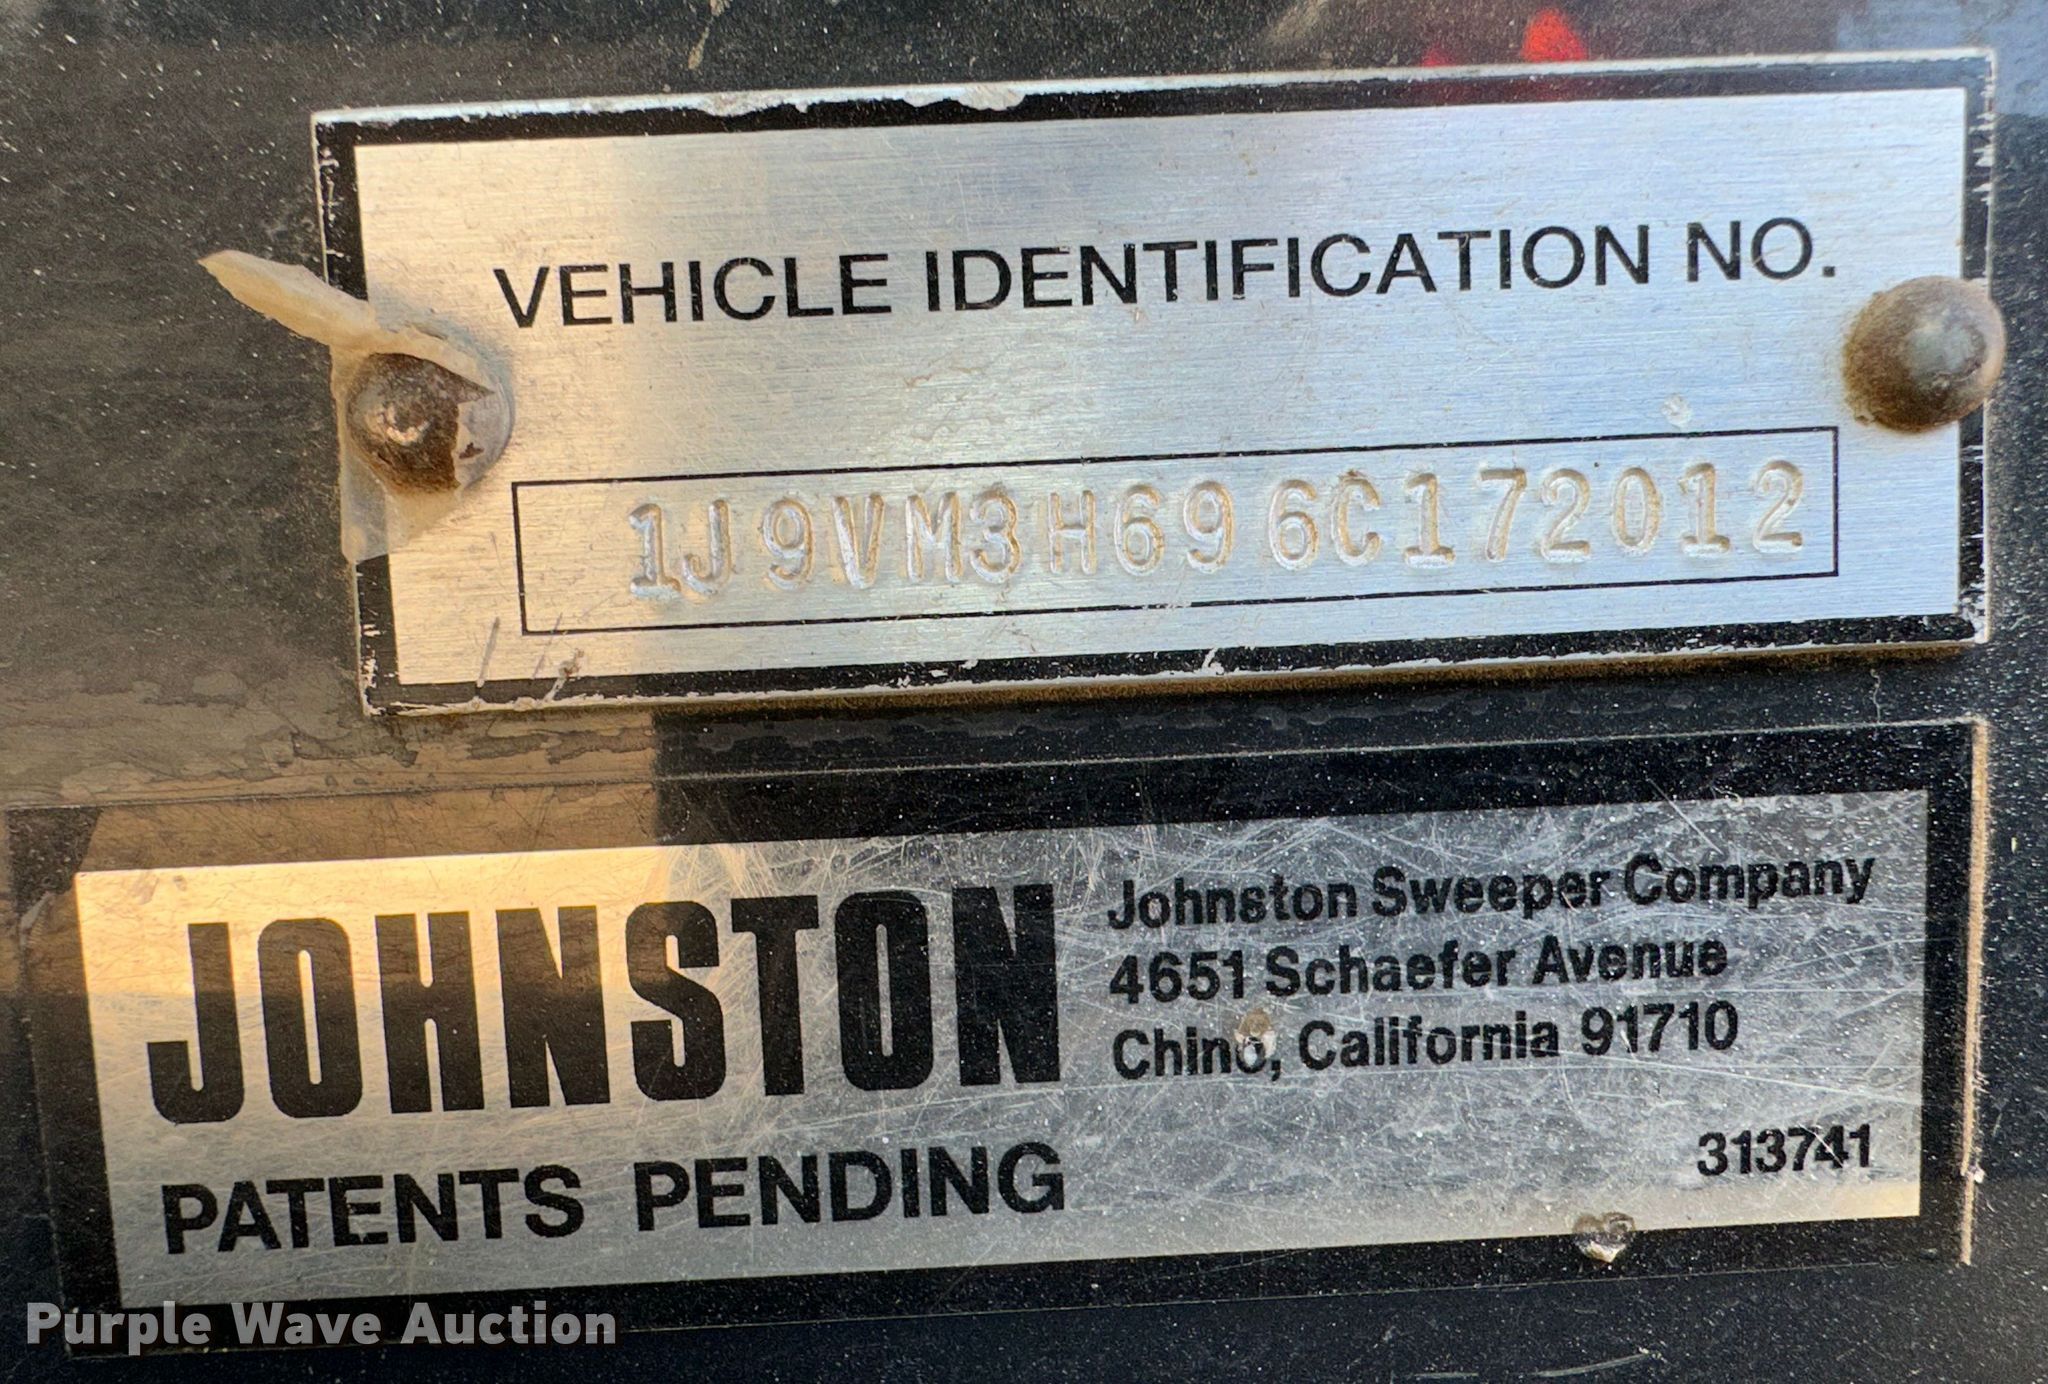 VEHICLE IDENTIFICATION NO.
1J9VM3H696C172012
JOHNSTON
PATENTS PENDING
Johnston Sweeper Company
4651 Schaefer Avenue
Chino, California 91710
313741
Purple Wave Auction